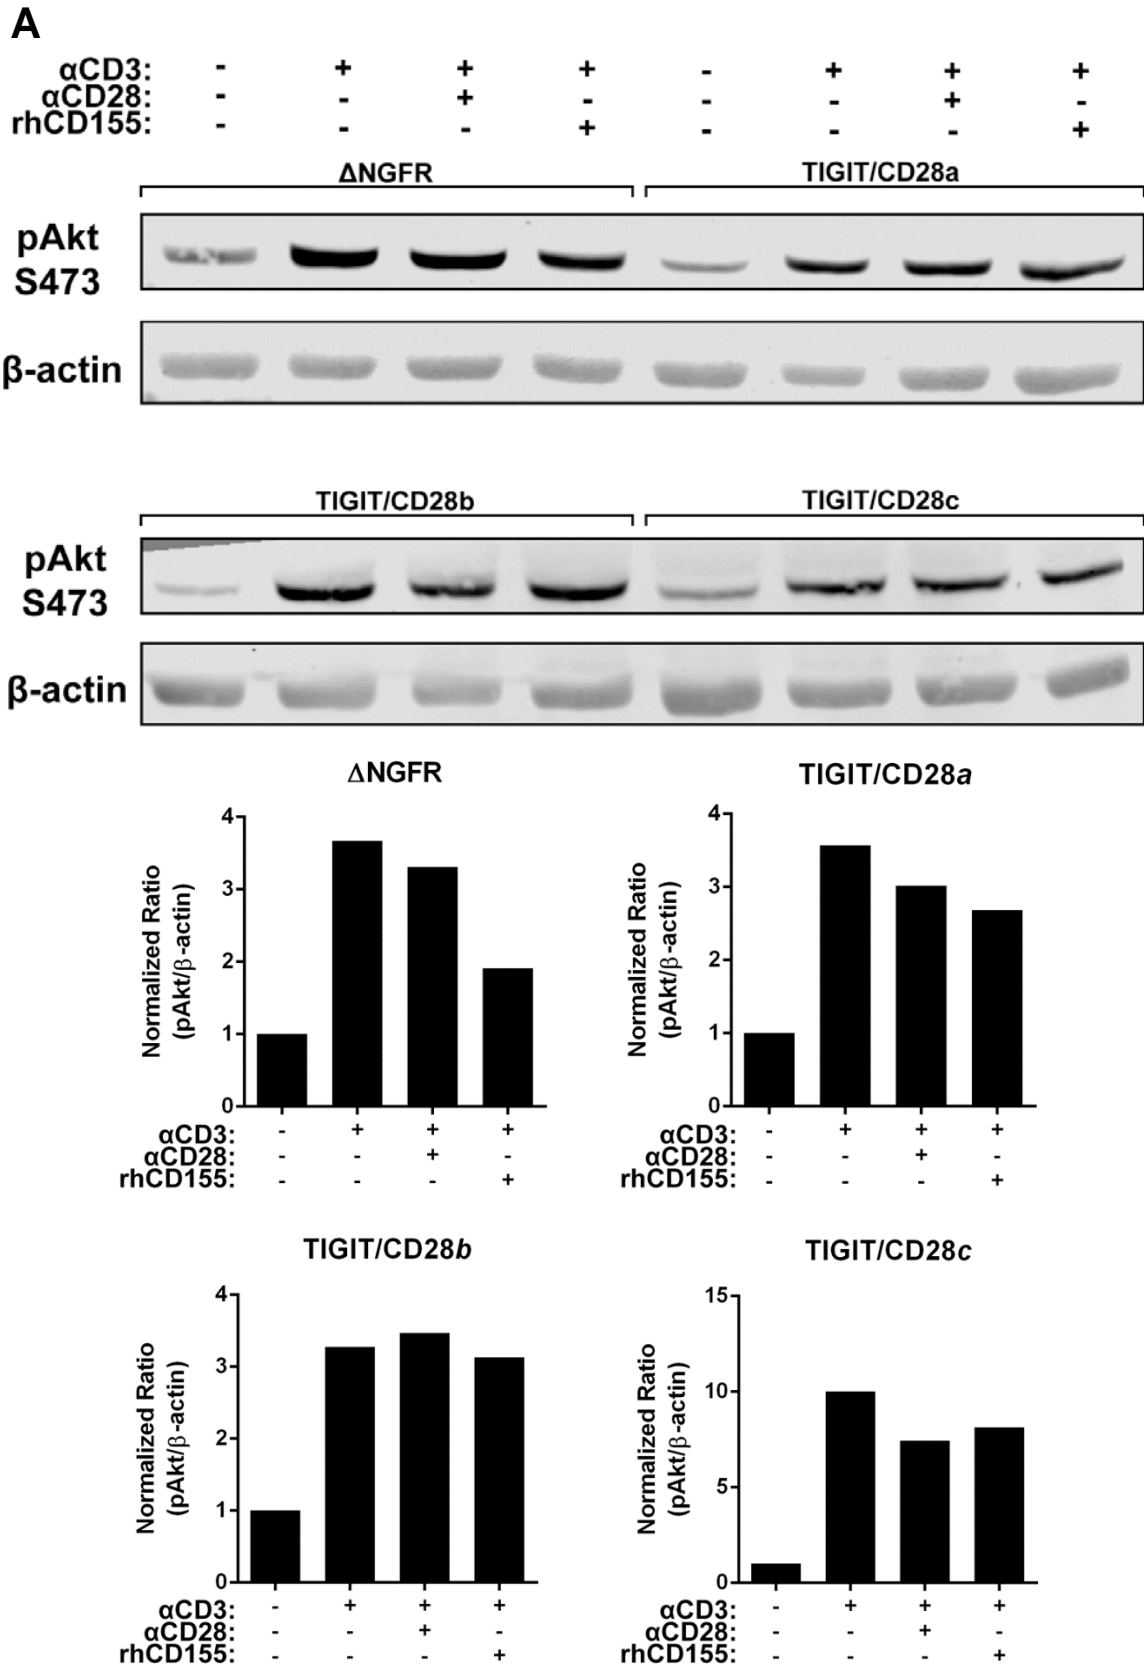 A
αCD3: - + + + - + + +
αCD28: - - + - - - + -
rhCD155: - - - + - - - +
ΔNGFR TIGIT/CD28a
pAkt
S473
β-actin
TIGIT/CD28b TIGIT/CD28c
pAkt
S473
β-actin
ΔNGFR
Normalized Ratio
(pAkt/β-actin)
4
3
2
1
0
αCD3: - + + +
αCD28: - - + -
rhCD155: - - - +
TIGIT/CD28a
Normalized Ratio
(pAkt/β-actin)
4
3
2
1
0
αCD3: - + + +
αCD28: - - + -
rhCD155: - - - +
TIGIT/CD28b
Normalized Ratio
(pAkt/β-actin)
4
3
2
1
0
αCD3: - + + +
αCD28: - - + -
rhCD155: - - - +
TIGIT/CD28c
Normalized Ratio
(pAkt/β-actin)
15
10
5
0
αCD3: - + + +
αCD28: - - + -
rhCD155: - - - +